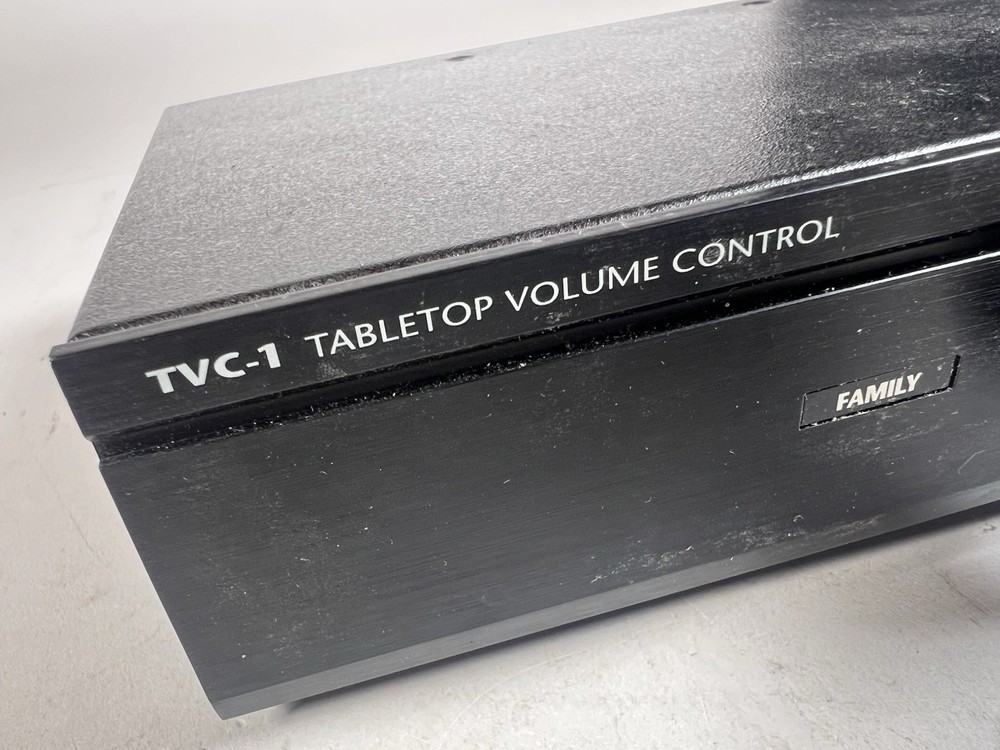 TVC-1 TABLETOP VOLUME CONTROL
FAMILY